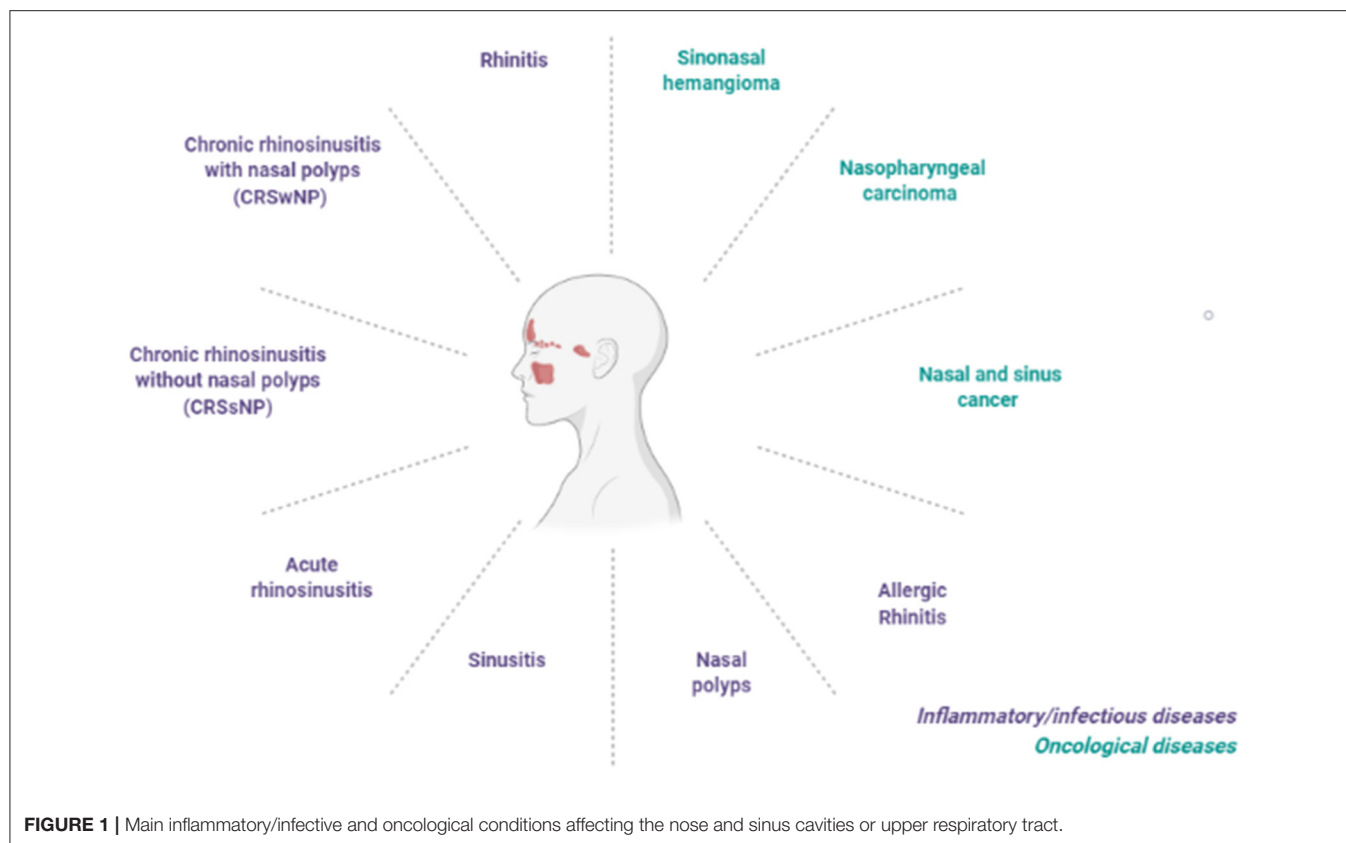 Rhinitis
Sinonasal
hemangioma
Chronic rhinosinusitis
with nasal polyps
(CRSwNP)
Nasopharyngeal
carcinoma
Chronic rhinosinusitis
without nasal polyps
(CRSsNP)
Nasal and sinus
cancer
Acute
rhinosinusitis
Allergic
Rhinitis
Sinusitis
Nasal
polyps
Inflammatory/infectious diseases
Oncological diseases
FIGURE 1 | Main inflammatory/infective and oncological conditions affecting the nose and sinus cavities or upper respiratory tract.